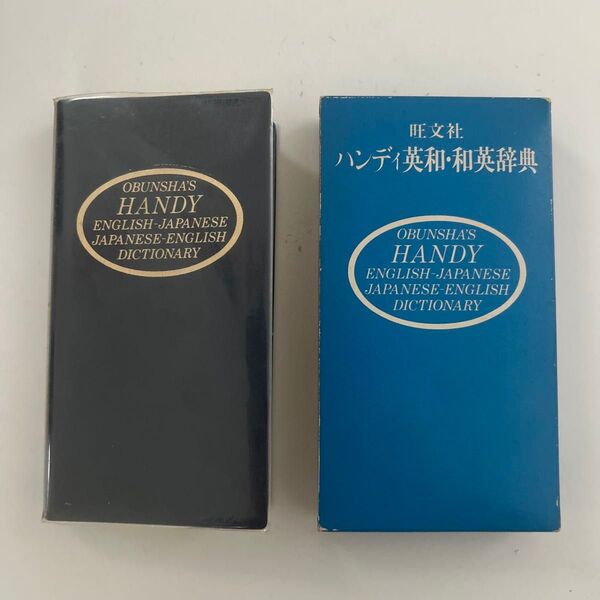 OBUNSHA'S
HANDY
ENGLISH-JAPANESE
JAPANESE-ENGLISH
DICTIONARY
旺文社
ハンディ英和・和英辞典
OBUNSHA'S
HANDY
ENGLISH-JAPANESE
JAPANESE-ENGLISH
DICTIONARY